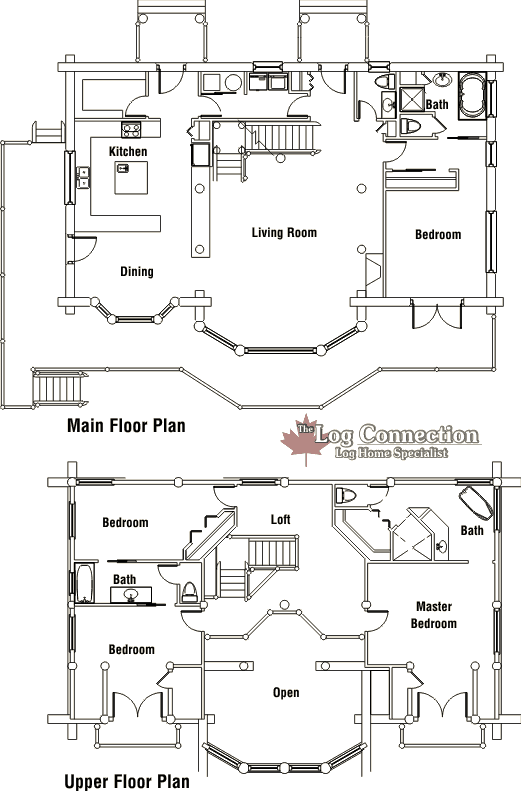 Bath
Kitchen
Living Room
Bedroom
Dining
Main Floor Plan
The Log Connection
Log Home Specialist
Bedroom
Loft
Bath
Bath
Master
Bedroom
Bedroom
Open
Upper Floor Plan